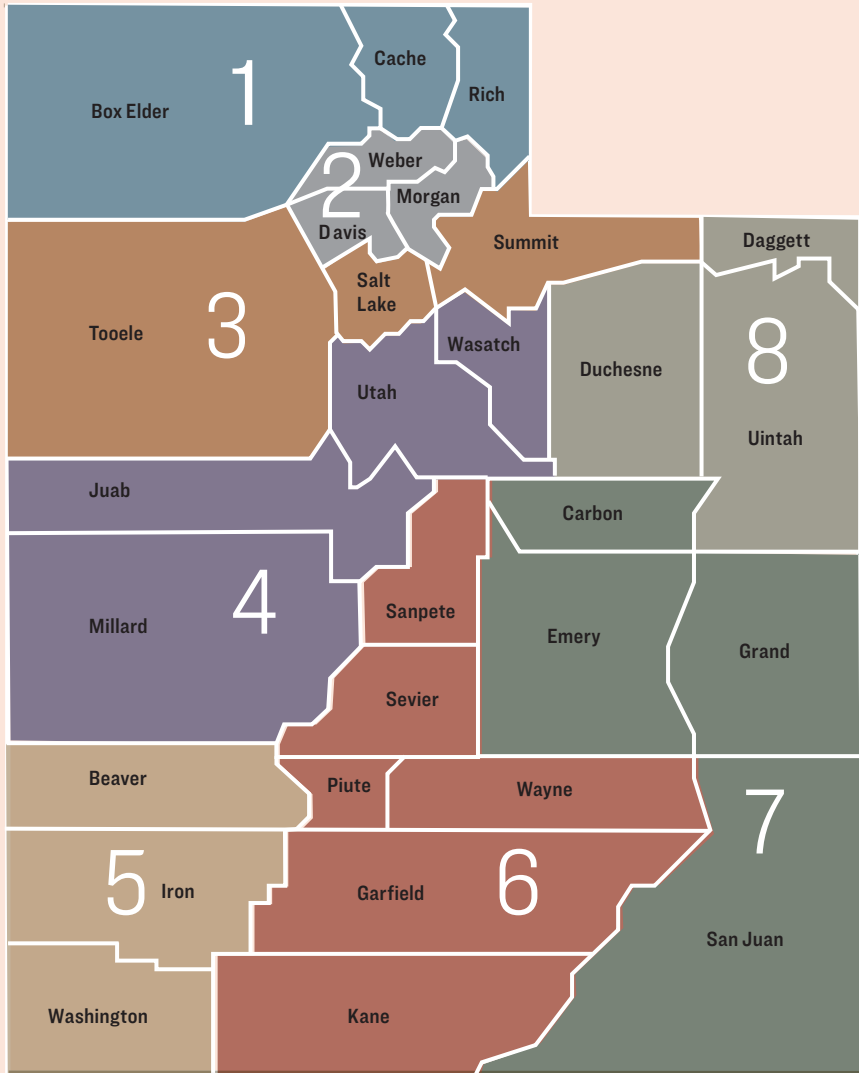 Cache
1
Rich
Box Elder
Weber
2
Morgan
Davis
Summit
Daggett
Salt
Lake
3
Tooele
Wasatch
8
Duchesne
Utah
Uintah
Juab
Carbon
4
Millard
Sanpete
Emery
Grand
Sevier
Beaver
Piute
Wayne
7
5
Iron
Garfield
6
San Juan
Washington
Kane